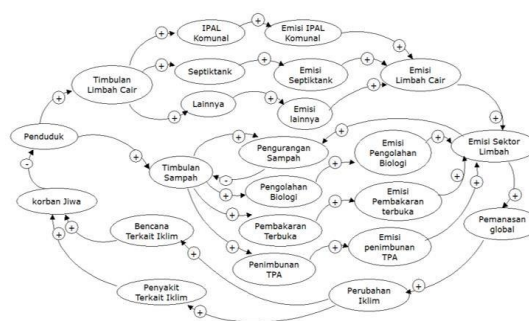 IPAL
Komunal
Emisi IPAL
Komunal
Timbulan
Limbah Cair
Septiktank
Emisi
Septiktank
Emisi
Limbah Cair
Lainnya
Emisi
lainnya
Penduduk
Timbulan
Sampah
Pengurangan
Sampah
Emisi
Pengolahan
Biologi
Emisi Sektor
Limbah
Pengolahan
Biologi
Emisi
Pembakaran
terbuka
korban Jiwa
Bencana
Terkait Iklim
Pembakaran
Terbuka
Pemanasan
global
Emisi
penimbunan
TPA
Penimbunan
TPA
Penyakit
Terkait Iklim
Perubahan
Iklim